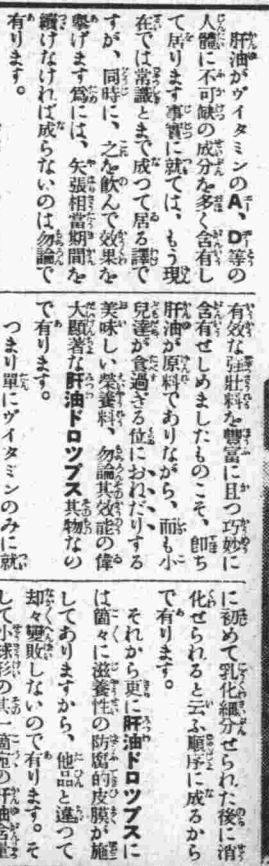 肝油がヴイタミンのA、D等の
人體に不可缺の成分を多く含有し
て居ります事實に就ては、もう現
在では常識とまで成つて居る譯で
すが、同時に、之を飮んで效果を
擧げます爲には、矢張相當期間を
續けなければ成らないのは勿論で
有ります。
有效な强壯料を豐富に且つ巧妙に
含有せしめましたものこそ、卽ち
肝油が原料でありながら、而も小
兒達が食過ぎる位におねだりする
美味しい榮養料、勿論其效能の偉
大顯著な肝油ドロツプス其物なの
で有ります。
つまり單にヴイタミンのみに就
に初めて乳化細分せられた後に消
化せられると云ふ順序に成るから
で有ります。
それから更に肝油ドロツプスに
は箇々に滋養性の防腐的皮膜が施
してありますから、他品と違つて
却々變敗しないので有ります。そ
して小球形の其一箇宛の肝油含量